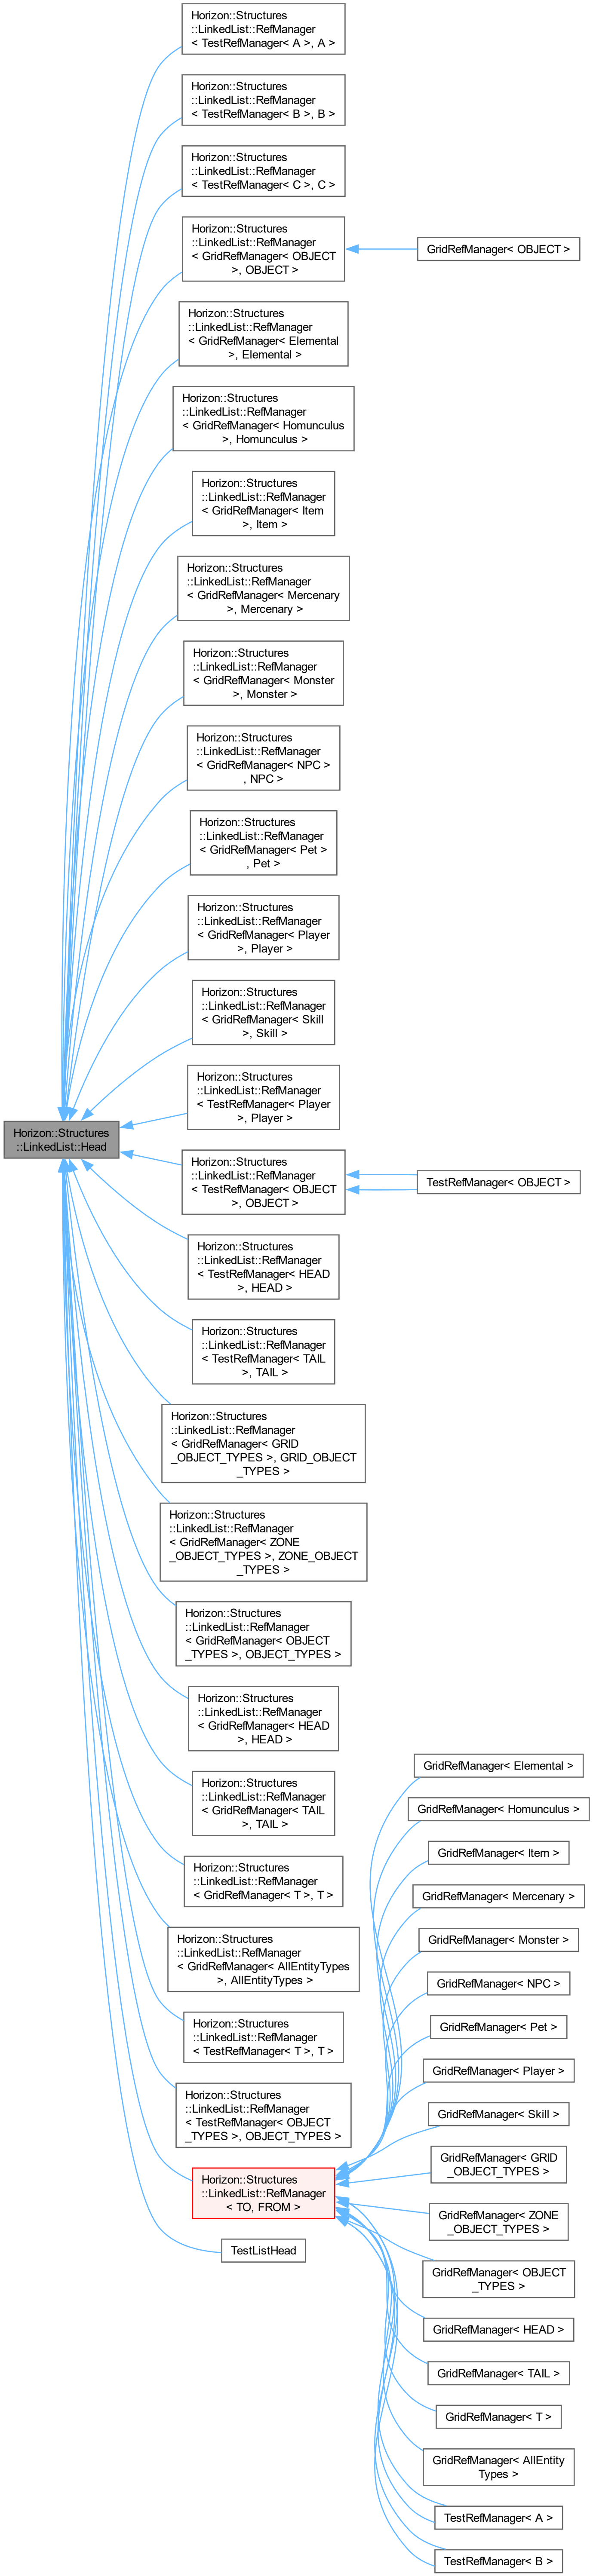 Horizon::Structures
::LinkedList::RefManager
< TestRefManager< A >, A >
Horizon::Structures
::LinkedList::RefManager
< TestRefManager< B >, B >
Horizon::Structures
::LinkedList::RefManager
< TestRefManager< C >, C >
Horizon::Structures
::LinkedList::RefManager
< GridRefManager< OBJECT
>, OBJECT >
GridRefManager< OBJECT >
Horizon::Structures
::LinkedList::RefManager
< GridRefManager< Elemental
>, Elemental >
Horizon::Structures
::LinkedList::RefManager
< GridRefManager< Homunculus
>, Homunculus >
Horizon::Structures
::LinkedList::RefManager
< GridRefManager< Item
>, Item >
Horizon::Structures
::LinkedList::RefManager
< GridRefManager< Mercenary
>, Mercenary >
Horizon::Structures
::LinkedList::RefManager
< GridRefManager< Monster
>, Monster >
Horizon::Structures
::LinkedList::RefManager
< GridRefManager< NPC >
, NPC >
Horizon::Structures
::LinkedList::RefManager
< GridRefManager< Pet >
, Pet >
Horizon::Structures
::LinkedList::RefManager
< GridRefManager< Player
>, Player >
Horizon::Structures
::LinkedList::RefManager
< GridRefManager< Skill
>, Skill >
Horizon::Structures
::LinkedList::RefManager
< TestRefManager< Player
>, Player >
Horizon::Structures
::LinkedList::Head
Horizon::Structures
::LinkedList::RefManager
< TestRefManager< OBJECT
>, OBJECT >
TestRefManager< OBJECT >
Horizon::Structures
::LinkedList::RefManager
< TestRefManager< HEAD
>, HEAD >
Horizon::Structures
::LinkedList::RefManager
< TestRefManager< TAIL
>, TAIL >
Horizon::Structures
::LinkedList::RefManager
< GridRefManager< GRID
_OBJECT_TYPES >, GRID_OBJECT
_TYPES >
Horizon::Structures
::LinkedList::RefManager
< GridRefManager< ZONE
_OBJECT_TYPES >, ZONE_OBJECT
_TYPES >
Horizon::Structures
::LinkedList::RefManager
< GridRefManager< OBJECT
_TYPES >, OBJECT_TYPES >
Horizon::Structures
::LinkedList::RefManager
< GridRefManager< HEAD
>, HEAD >
Horizon::Structures
::LinkedList::RefManager
< GridRefManager< TAIL
>, TAIL >
Horizon::Structures
::LinkedList::RefManager
< GridRefManager< T >, T >
Horizon::Structures
::LinkedList::RefManager
< GridRefManager< AllEntityTypes
>, AllEntityTypes >
Horizon::Structures
::LinkedList::RefManager
< TestRefManager< T >, T >
Horizon::Structures
::LinkedList::RefManager
< TestRefManager< OBJECT
_TYPES >, OBJECT_TYPES >
Horizon::Structures
::LinkedList::RefManager
< TO, FROM >
TestListHead
GridRefManager< Elemental >
GridRefManager< Homunculus >
GridRefManager< Item >
GridRefManager< Mercenary >
GridRefManager< Monster >
GridRefManager< NPC >
GridRefManager< Pet >
GridRefManager< Player >
GridRefManager< Skill >
GridRefManager< GRID
_OBJECT_TYPES >
GridRefManager< ZONE
_OBJECT_TYPES >
GridRefManager< OBJECT
_TYPES >
GridRefManager< HEAD >
GridRefManager< TAIL >
GridRefManager< T >
GridRefManager< AllEntity
Types >
TestRefManager< A >
TestRefManager< B >